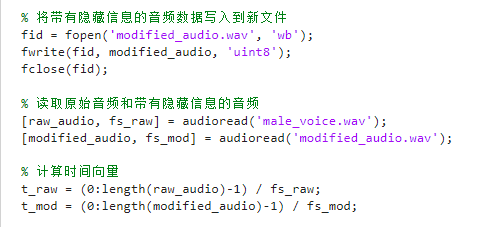 % 将带有隐藏信息的音频数据写入到新文件
fid = fopen('modified_audio.wav', 'wb');
fwrite(fid, modified_audio, 'uint8');
fclose(fid);
% 读取原始音频和带有隐藏信息的音频
[raw_audio, fs_raw] = audioread('male_voice.wav');
[modified_audio, fs_mod] = audioread('modified_audio.wav');
% 计算时间向量
t_raw = (0:length(raw_audio)-1) / fs_raw;
t_mod = (0:length(modified_audio)-1) / fs_mod;